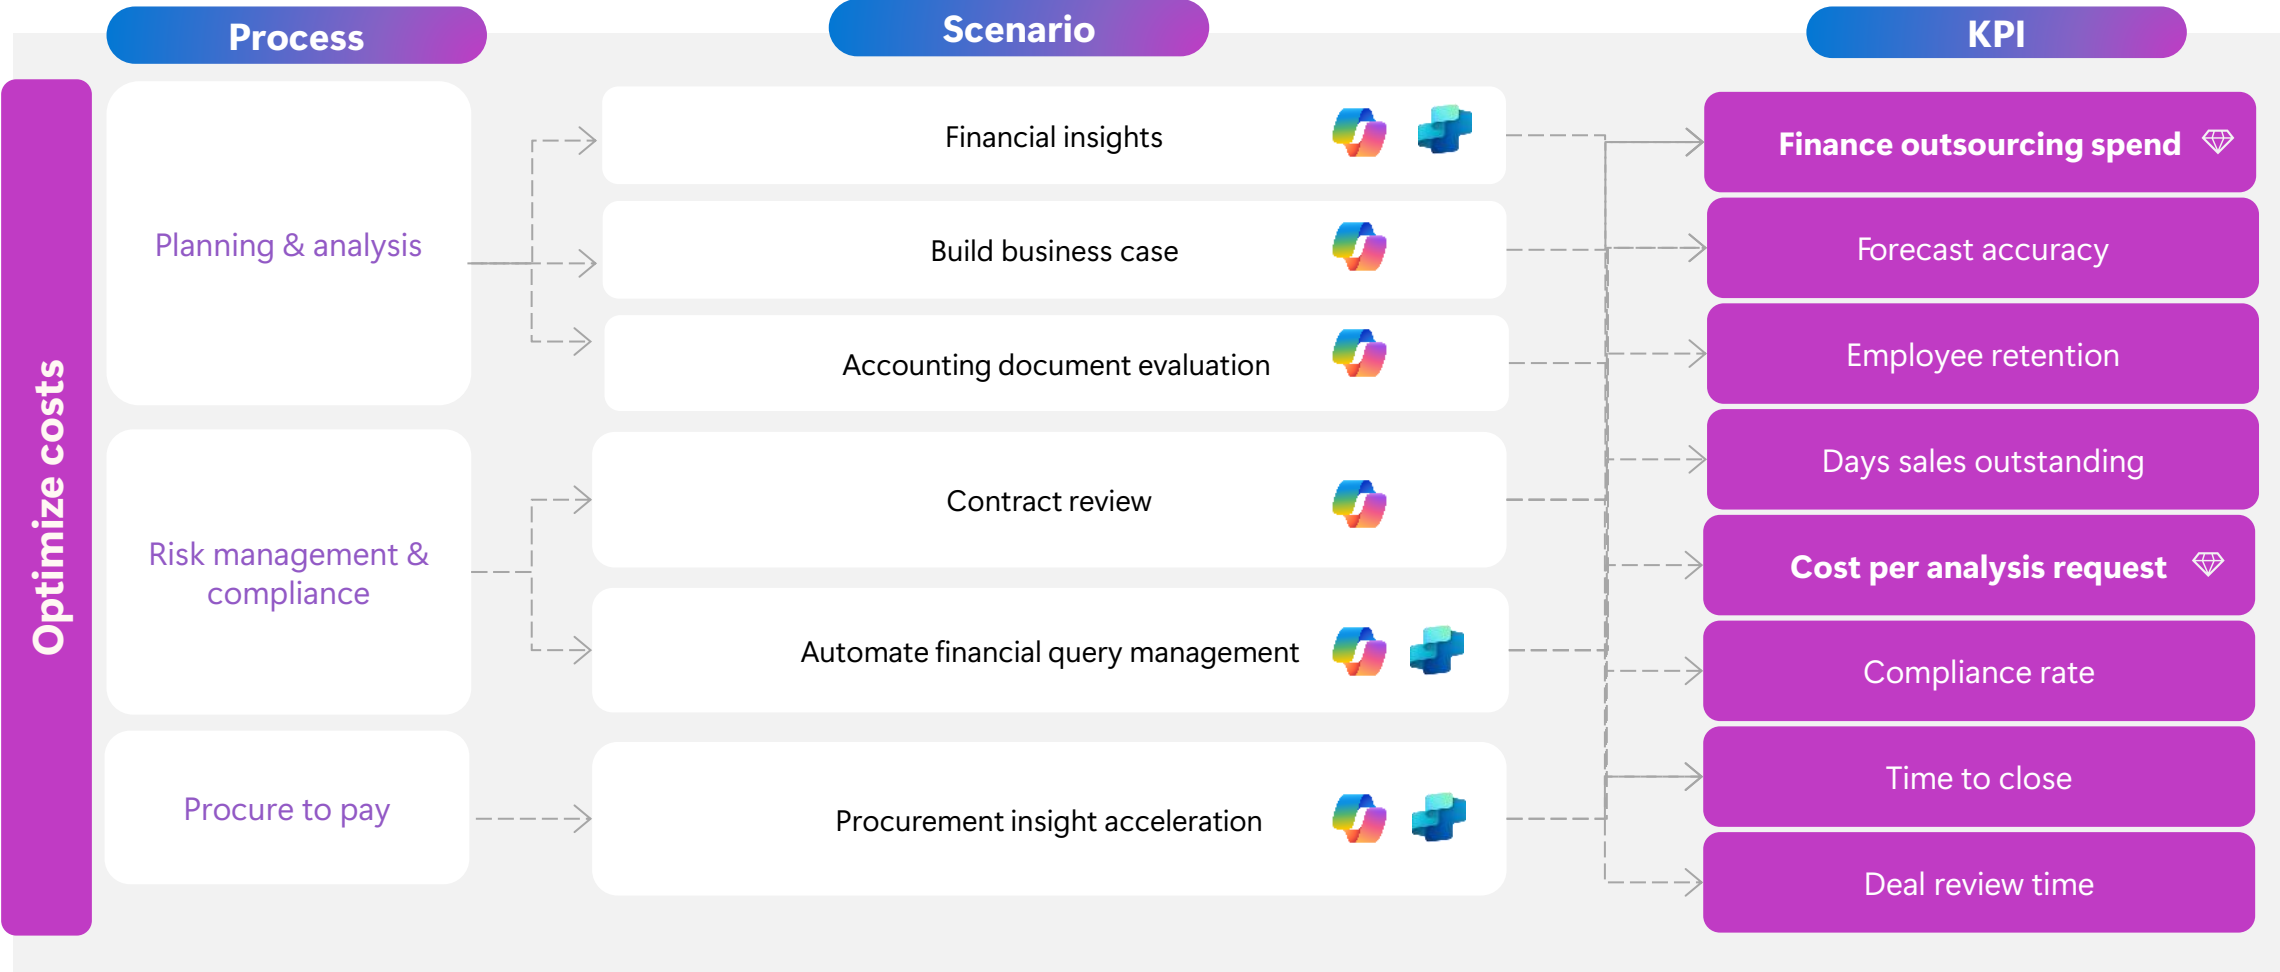 Process
Scenario
KPI
Optimize costs
Planning & analysis
Risk management &
compliance
Procure to pay
Financial insights
Build business case
Accounting document evaluation
Contract review
Automate financial query management
Procurement insight acceleration
Finance outsourcing spend
Forecast accuracy
Employee retention
Days sales outstanding
Cost per analysis request
Compliance rate
Time to close
Deal review time